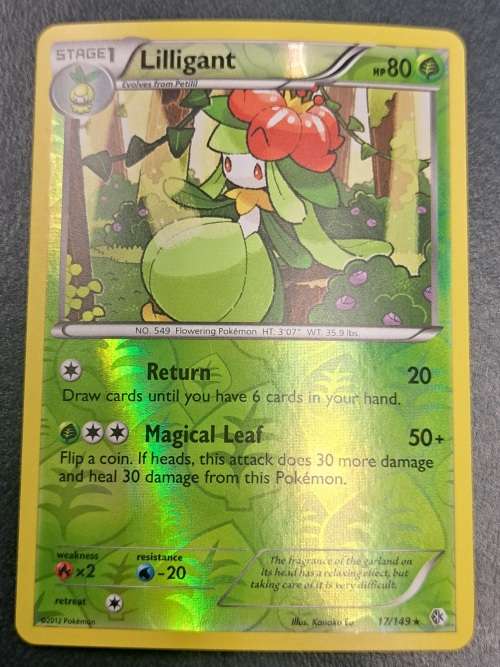 STAGE1 Lilligant HP80
Evolves from Petilil
NO. 549 Flowering Pokémon HT: 3'07" WT: 35.9 lbs.
Return 20
Draw cards until you have 6 cards in your hand.
Magical Leaf 50+
Flip a coin. If heads, this attack does 30 more damage
and heal 30 damage from this Pokémon.
weakness resistance
×2 -20
The fragrance of the garland on
its head has a relaxing effect, but
taking care of it is very difficult.
retreat
©2012 Pokémon Illus. Kanako Eo 17/149